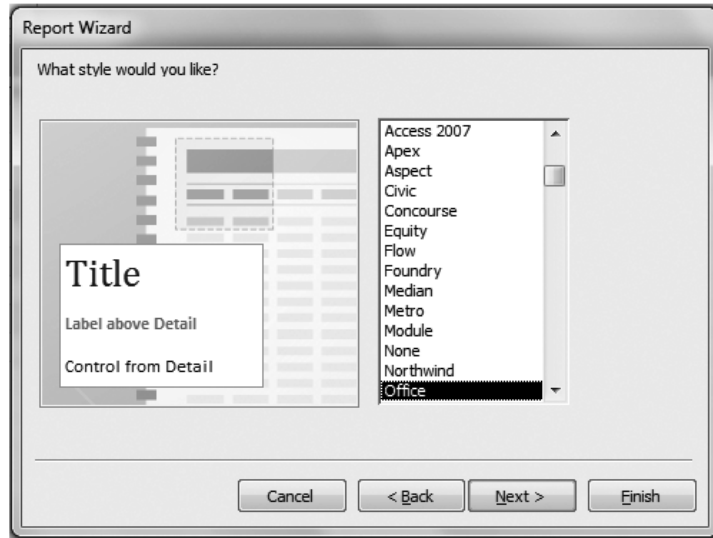 Report Wizard
What style would you like?
Title
Label above Detail
Control from Detail
Access 2007
Apex
Aspect
Civic
Concourse
Equity
Flow
Foundry
Median
Metro
Module
None
Northwind
Office
Cancel
< Back
Next >
Finish